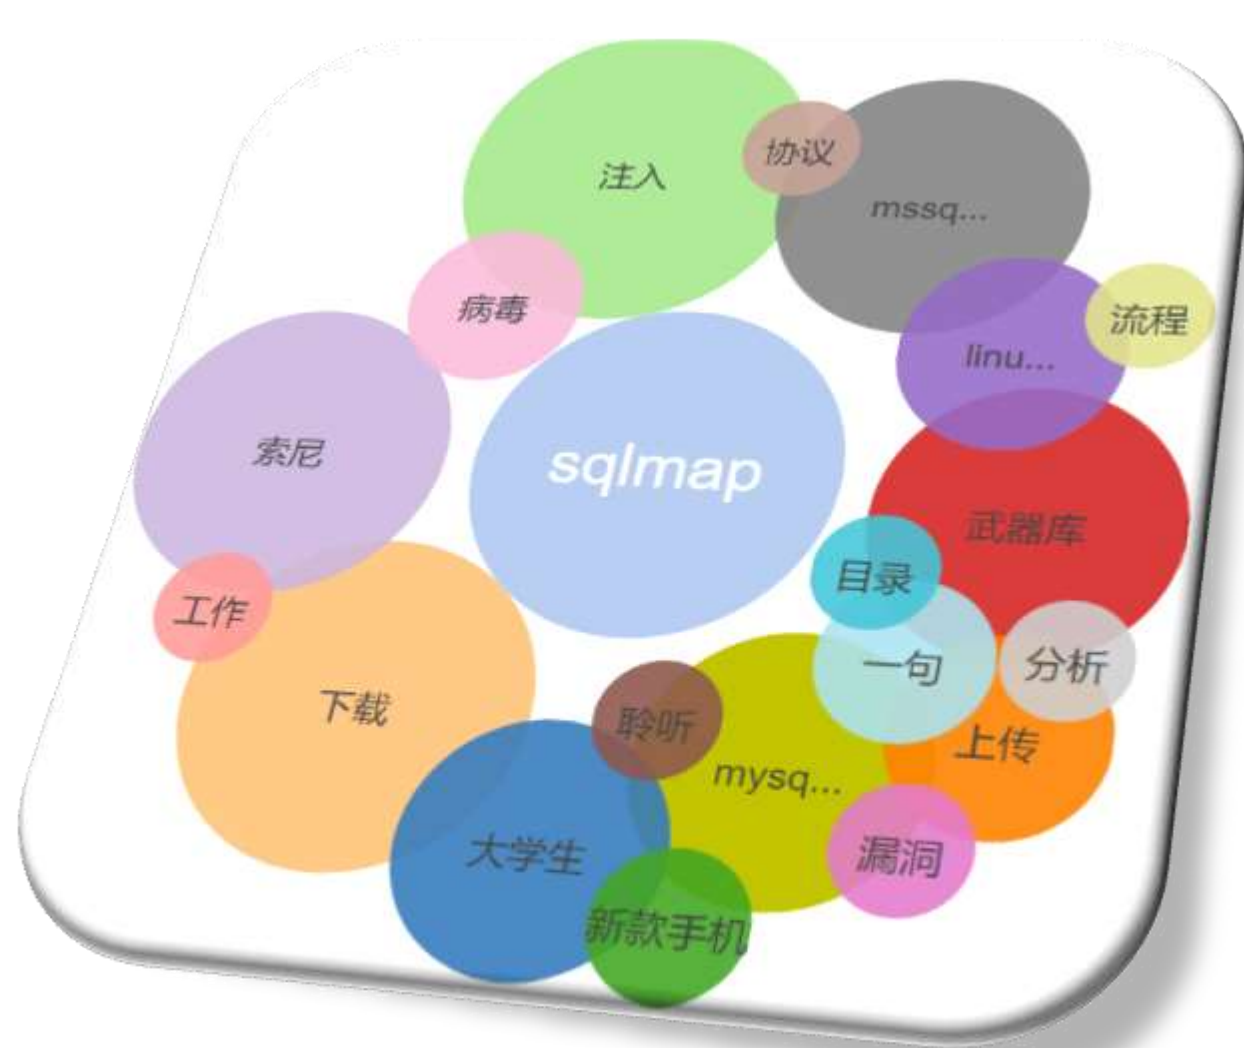 注入
协议
mssq...
病毒
流程
linu...
索尼
sqlmap
武器库
目录
工作
一句
分析
下载
聆听
上传
mysq...
大学生
漏洞
新款手机